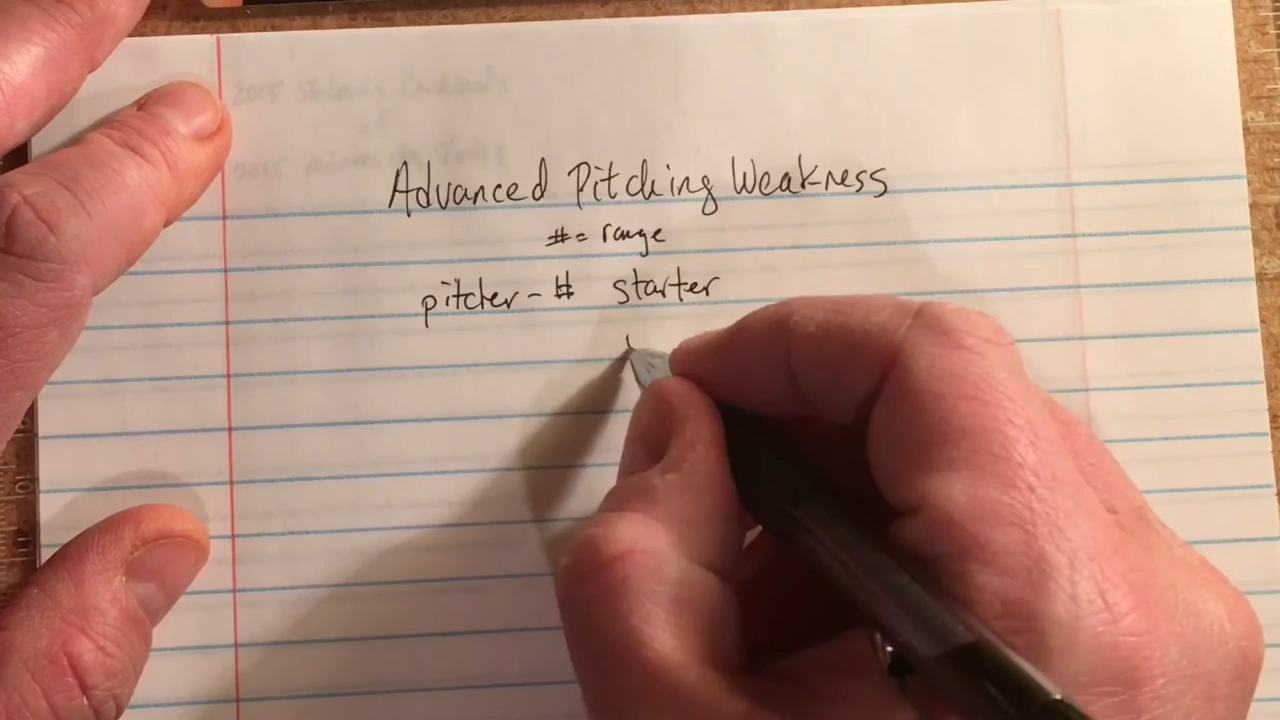 Advanced Pitching Weakness
#= range
pitcher - # starter